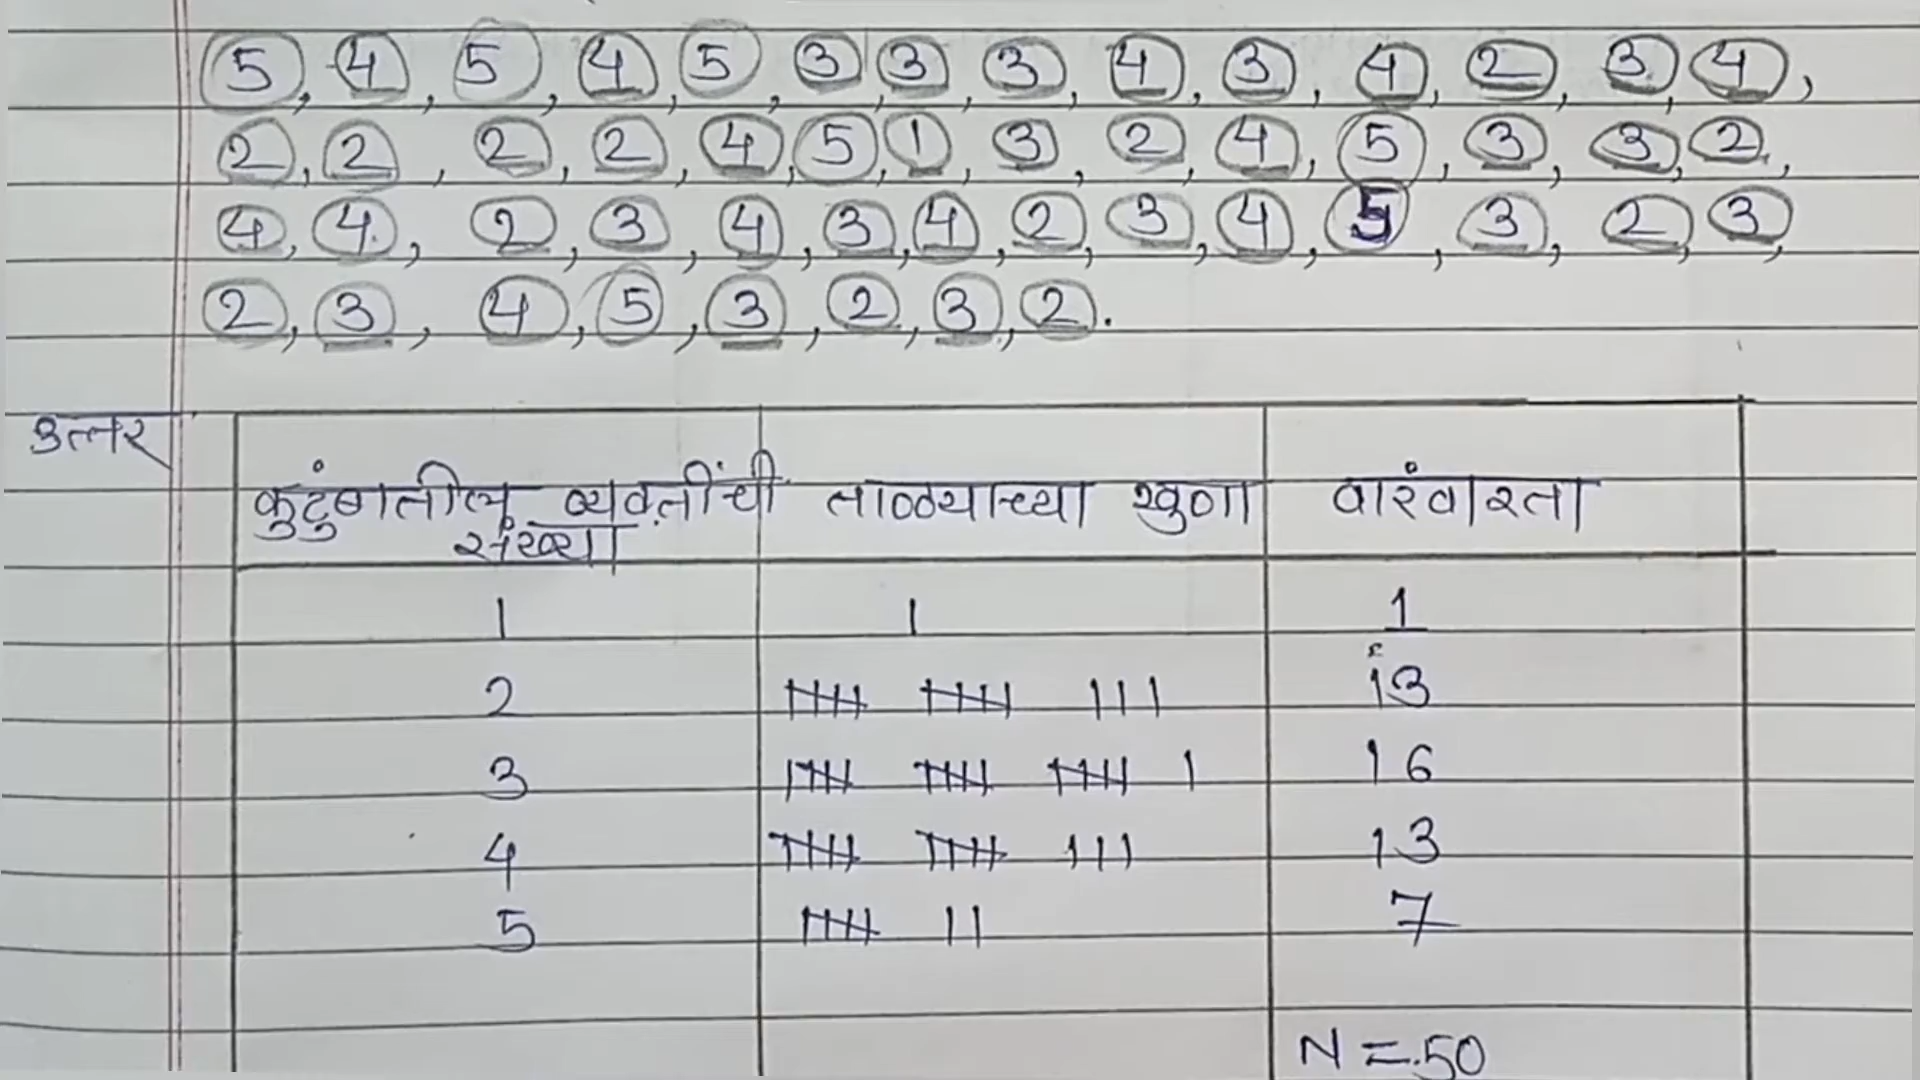 5, 4, 5, 4, 5, 3, 3, 3, 4, 3, 4, 2, 3, 4,
2, 2, 2, 2, 4, 5, 1, 3, 2, 4, 5, 3, 3, 2,
4, 4, 2, 3, 4, 3, 4, 2, 3, 4, 5, 3, 2, 3,
2, 3, 4, 5, 3, 2, 3, 2.
उत्तर
कुटुंबातील व्यक्तींची संख्या ताळ्याच्या खुणा वारंवारता
1 | 1
2 |||| |||| ||| 13
3 |||| |||| |||| | 16
4 |||| |||| ||| 13
5 |||| || 7
N = 50